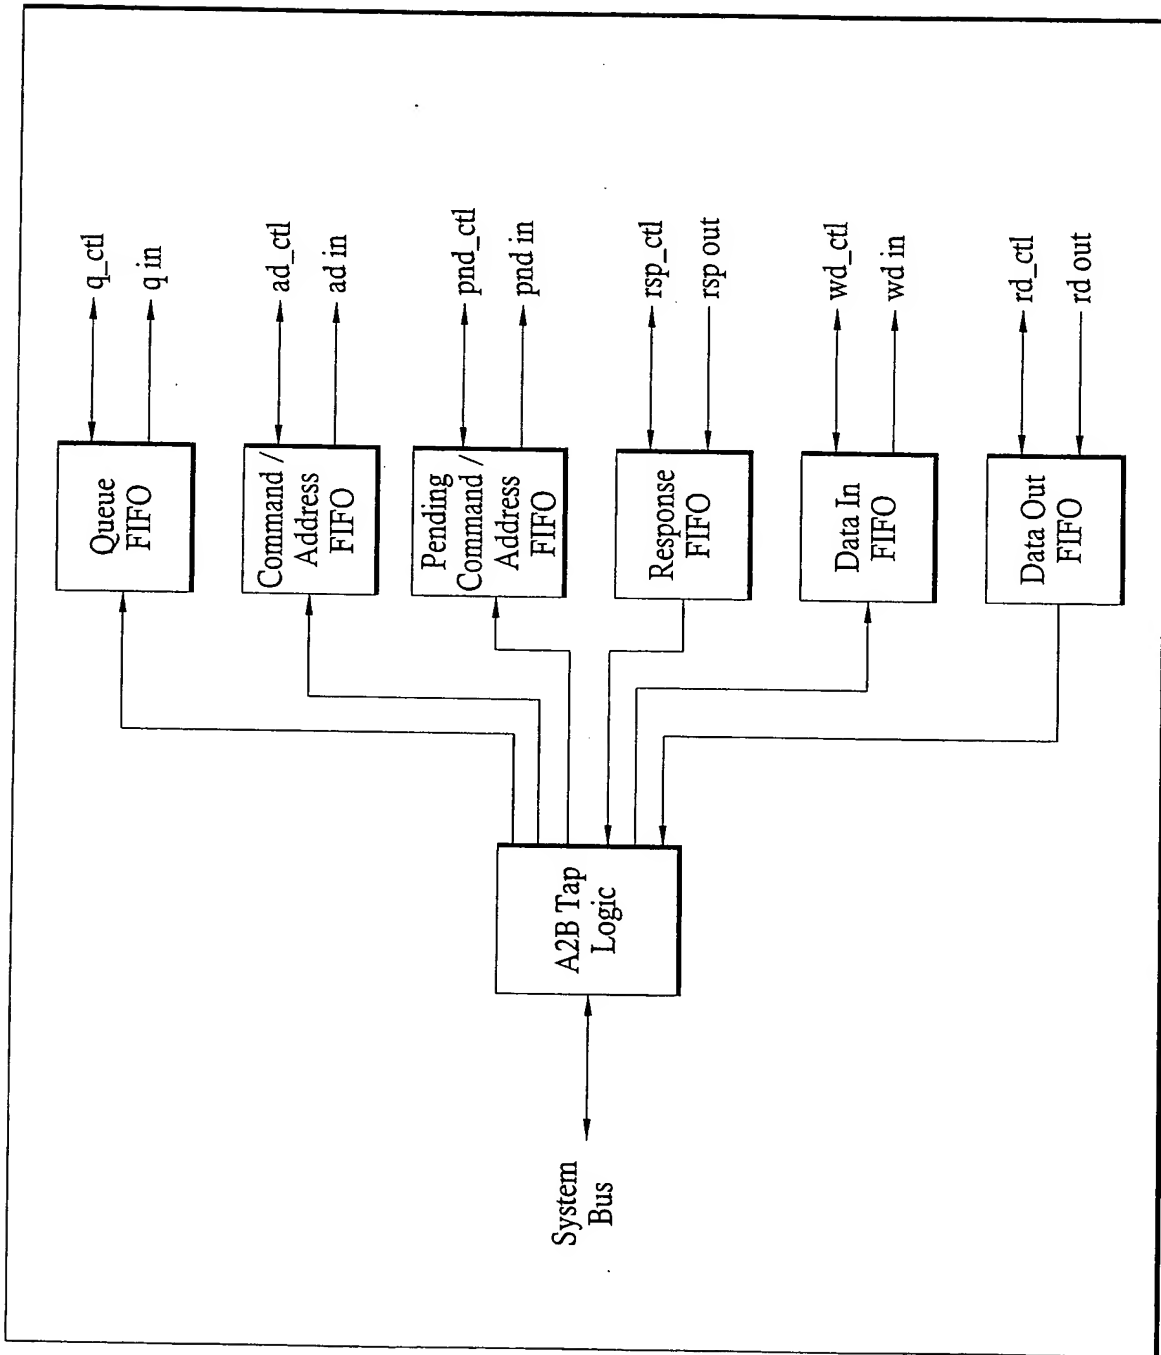 System
Bus
A2B Tap
Logic
Queue
FIFO
q_ctl
q in
Command /
Address
FIFO
ad_ctl
ad in
Pending
Command /
Address
FIFO
pnd_ctl
pnd in
Response
FIFO
rsp_ctl
rsp out
Data In
FIFO
wd_ctl
wd in
Data Out
FIFO
rd_ctl
rd out